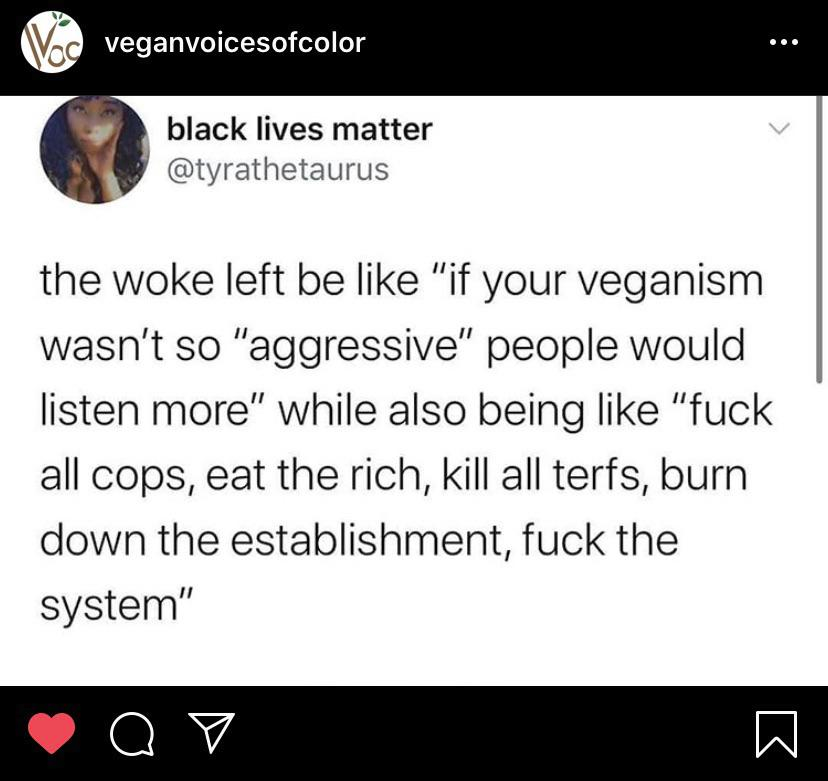 Voc
veganvoicesofcolor
black lives matter
@tyrathetaurus
the woke left be like “if your veganism
wasn’t so “aggressive” people would
listen more” while also being like “fuck
all cops, eat the rich, kill all terfs, burn
down the establishment, fuck the
system”